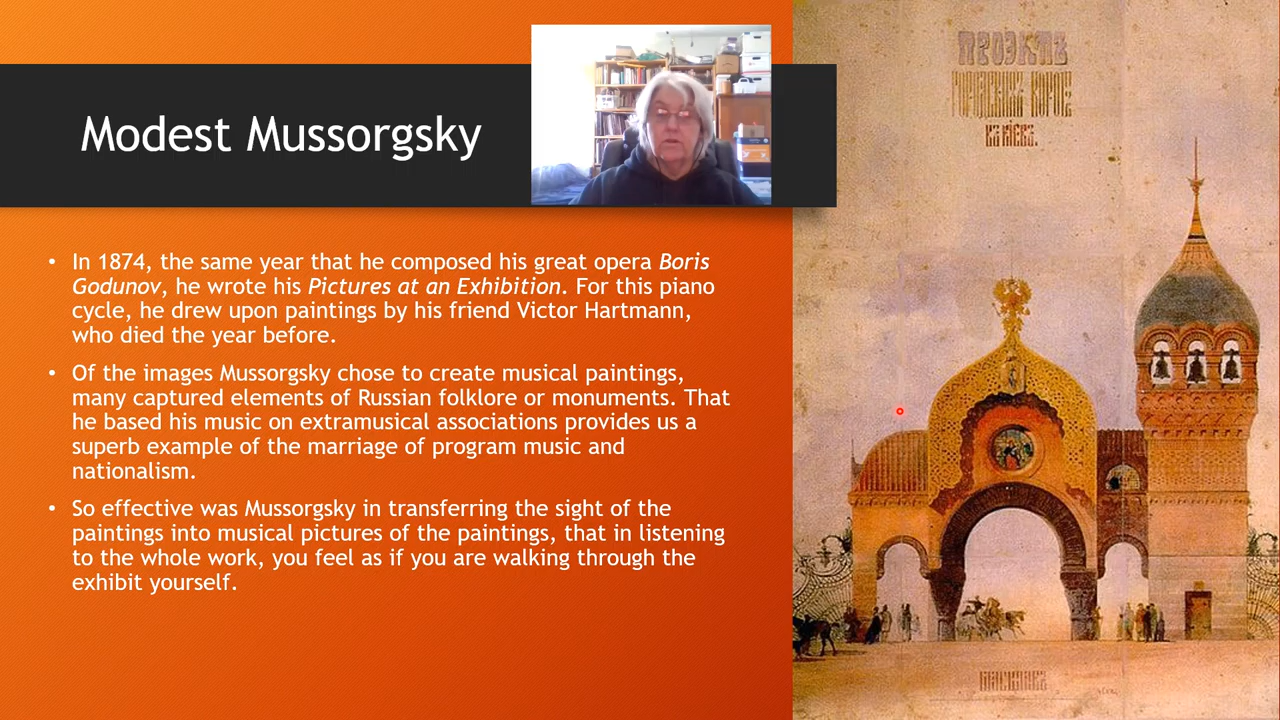 Modest Mussorgsky
• In 1874, the same year that he composed his great opera Boris
Godunov, he wrote his Pictures at an Exhibition. For this piano
cycle, he drew upon paintings by his friend Victor Hartmann,
who died the year before.
• Of the images Mussorgsky chose to create musical paintings,
many captured elements of Russian folklore or monuments. That
he based his music on extramusical associations provides us a
superb example of the marriage of program music and
nationalism.
• So effective was Mussorgsky in transferring the sight of the
paintings into musical pictures of the paintings, that in listening
to the whole work, you feel as if you are walking through the
exhibit yourself.
ПРОЭКТЪ